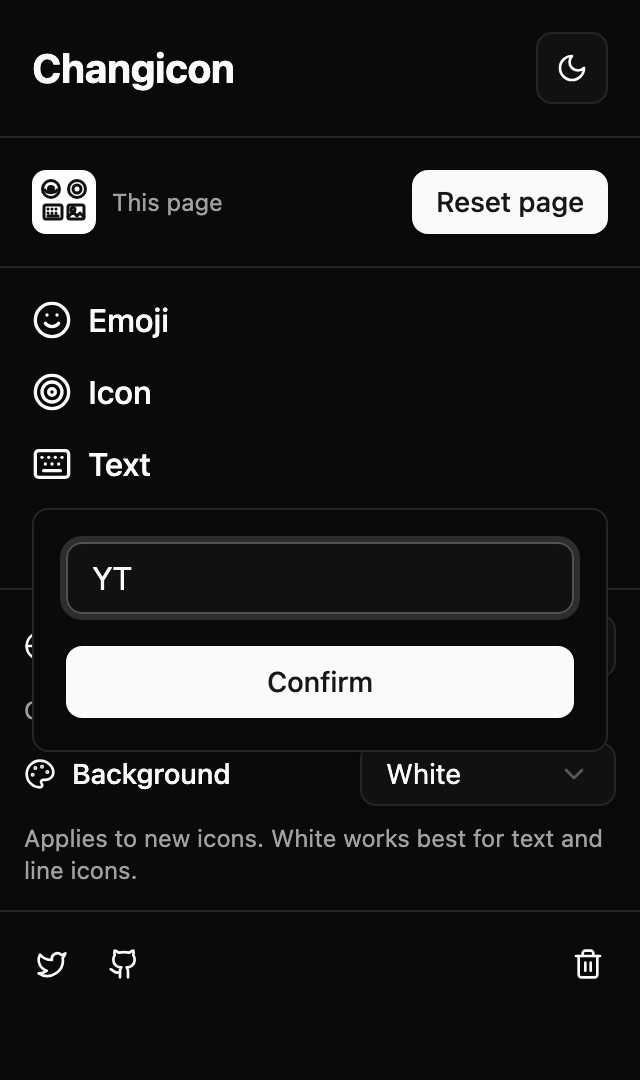 Changicon
This page
Reset page
Emoji
Icon
Text
YT
Confirm
Background
White
Applies to new icons. White works best for text and
line icons.